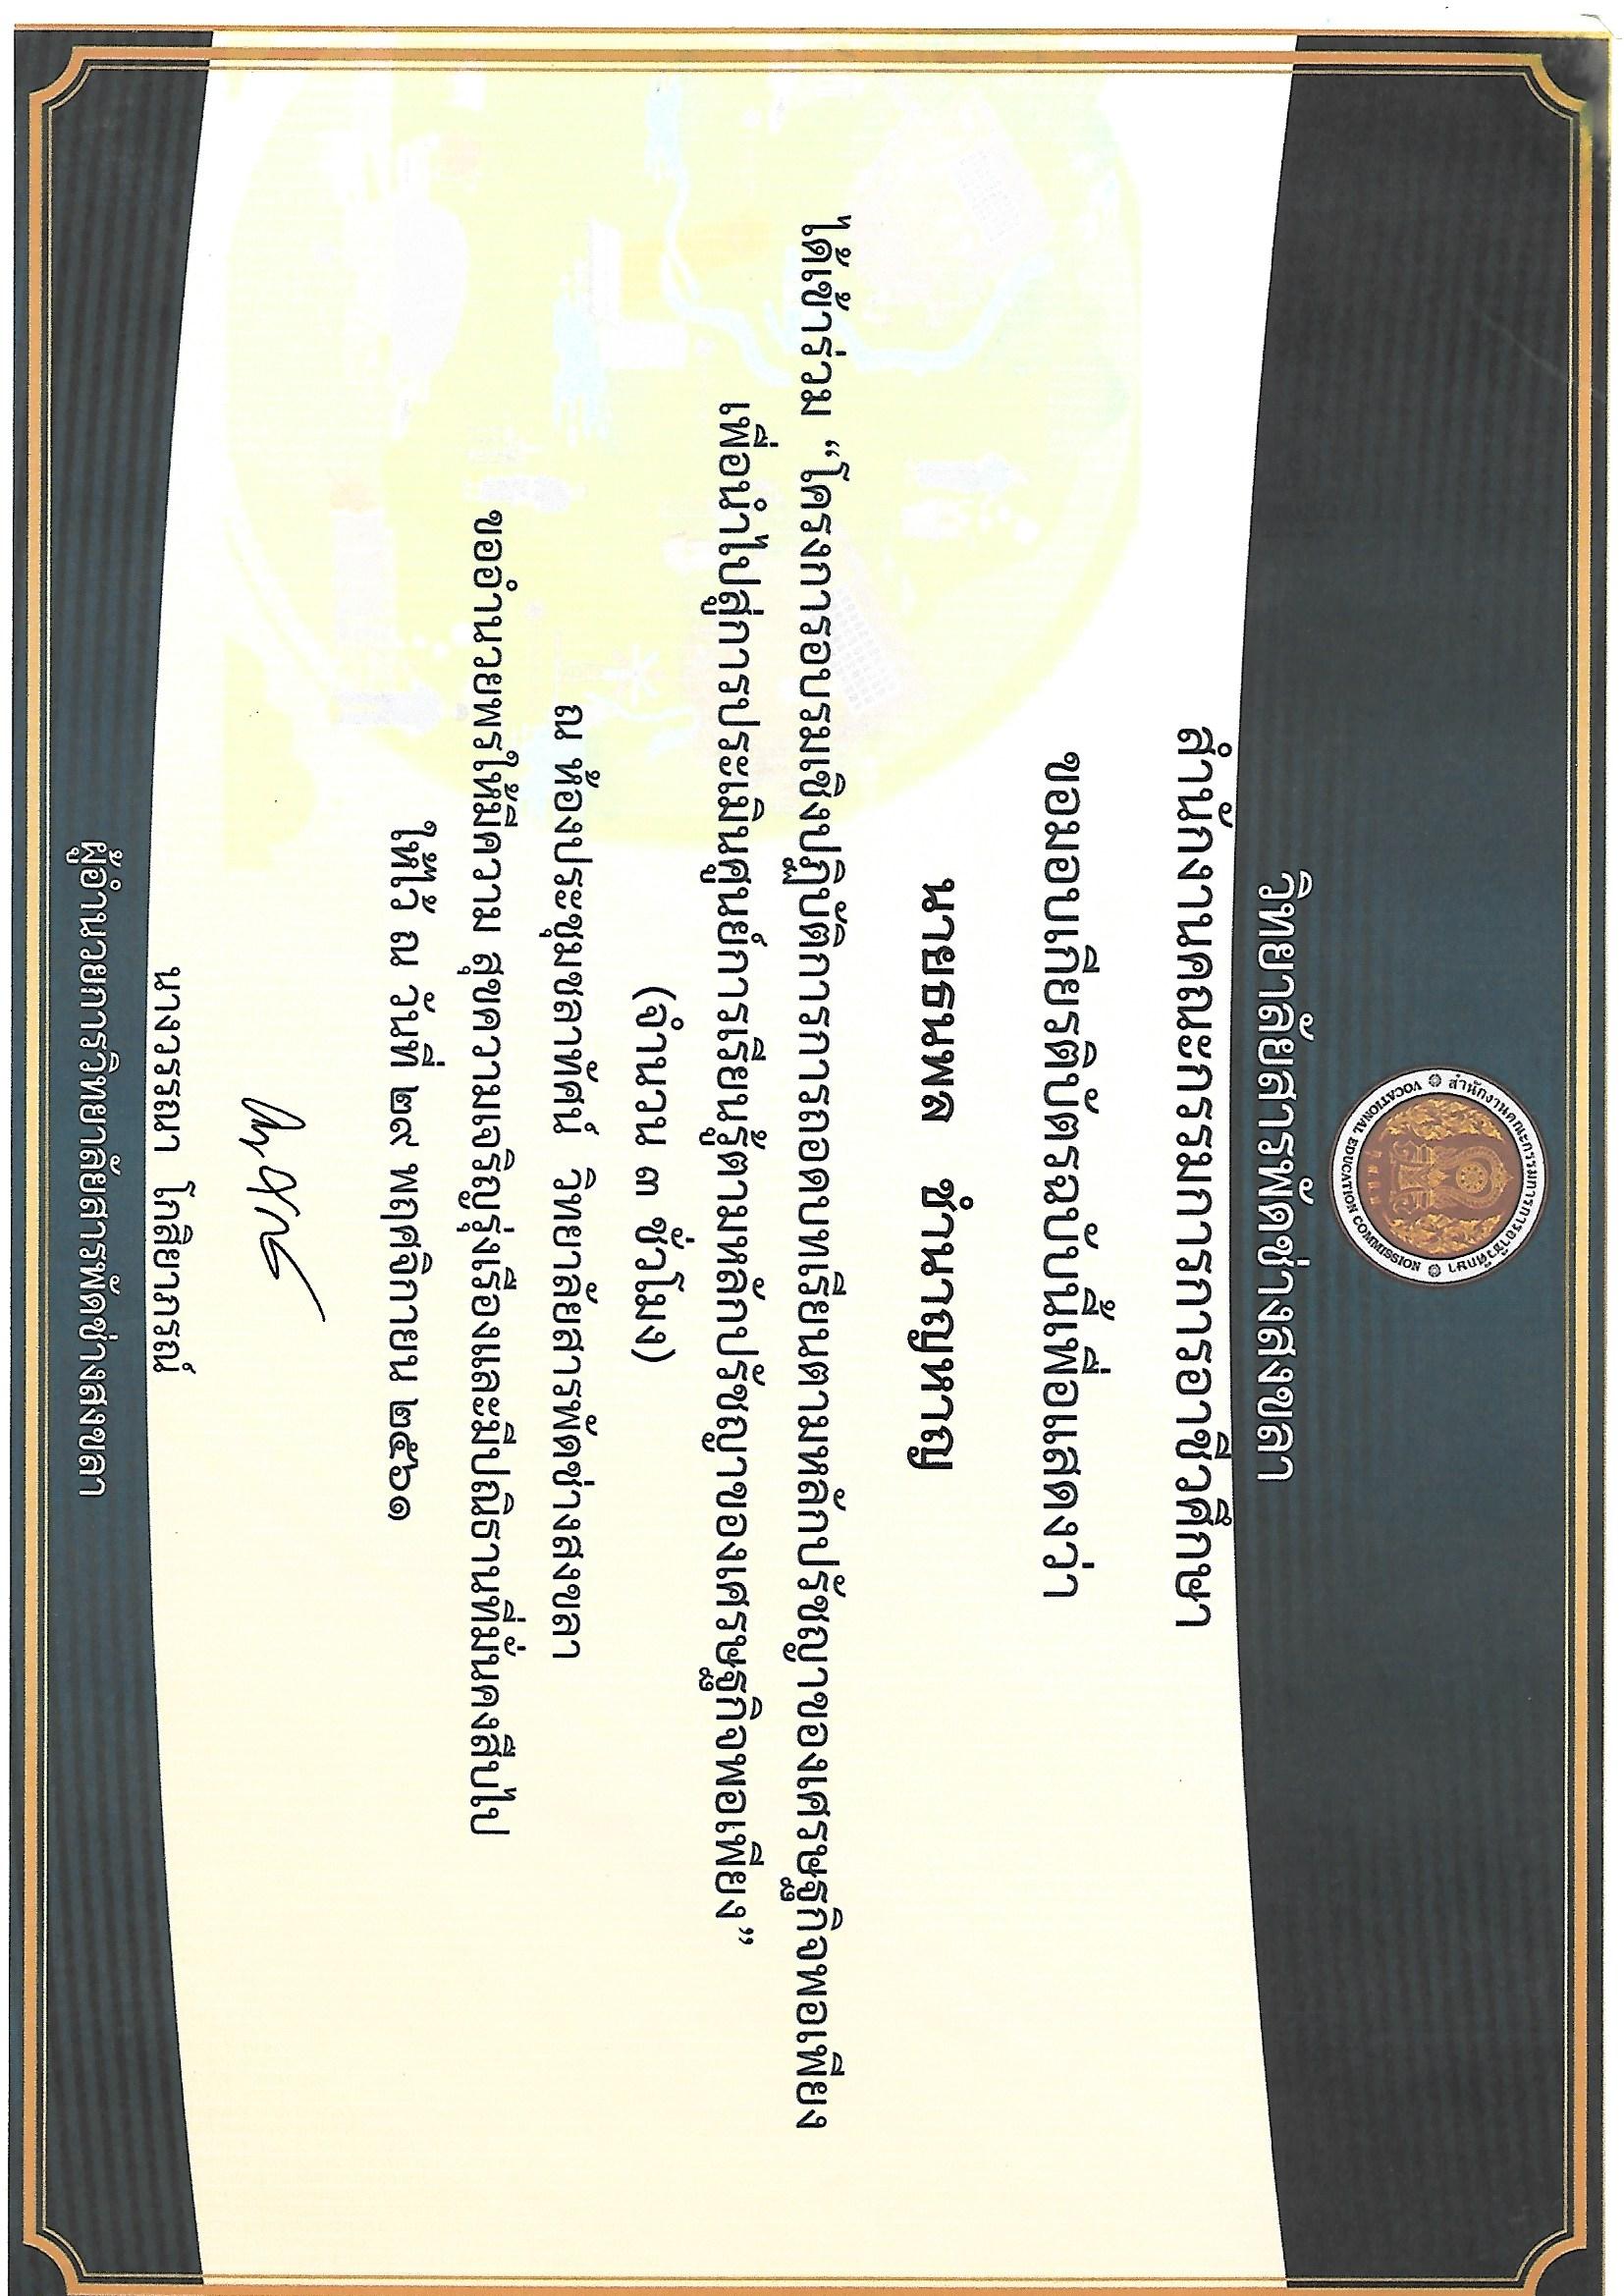 สำนักงานคณะกรรมการการอาชีวศึกษา
VOCATIONAL EDUCATION COMMISSION
วิทยาลัยสารพัดช่างสงขลา
สำนักงานคณะกรรมการการอาชีวศึกษา
ขอมอบเกียรติบัตรฉบับนี้เพื่อแสดงว่า
นายธนพล ชำนาญหาญ
ได้เข้าร่วม “โครงการอบรมเชิงปฏิบัติการการถอดบทเรียนตามหลักปรัชญาของเศรษฐกิจพอเพียง
เพื่อนำไปสู่การประเมินศูนย์การเรียนรู้ตามหลักปรัชญาของเศรษฐกิจพอเพียง”
(จำนวน ๓ ชั่วโมง)
ณ ห้องประชุมชลาทัศน์ วิทยาลัยสารพัดช่างสงขลา
ขออำนวยพรให้มีความ สุขความเจริญรุ่งเรืองและมีปณิธานที่มั่นคงสืบไป
ให้ไว้ ณ วันที่ ๒๙ พฤศจิกายน ๒๕๖๑
นางวรรณา โกสิยาภรณ์
ผู้อำนวยการวิทยาลัยสารพัดช่างสงขลา